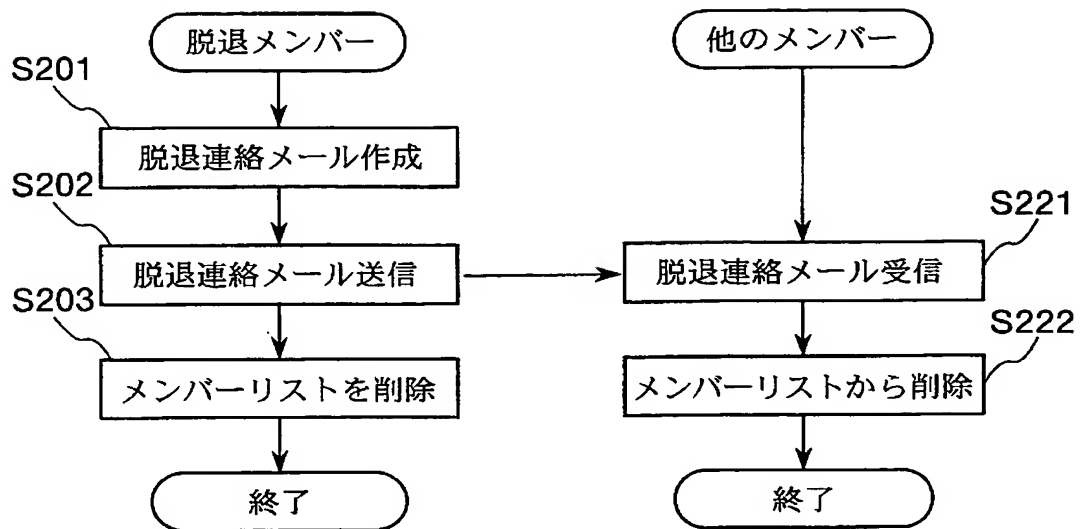 脱退メンバー
S201
脱退連絡メール作成
S202
脱退連絡メール送信
S203
メンバーリストを削除
終了
他のメンバー
S221
脱退連絡メール受信
S222
メンバーリストから削除
終了